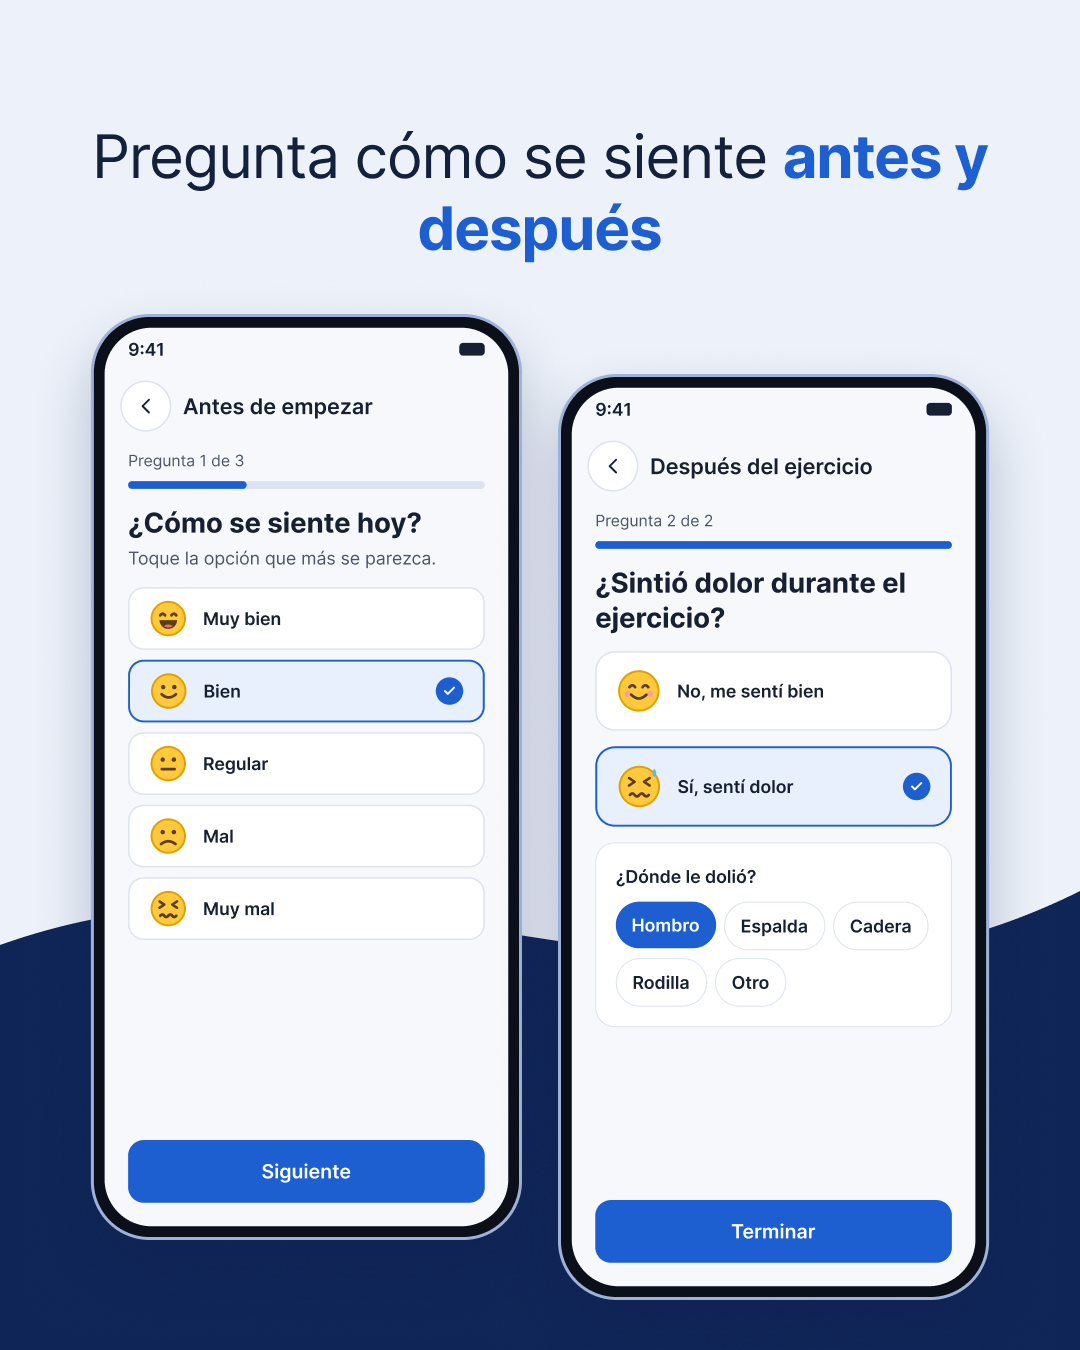 Pregunta cómo se siente antes y
después
9:41
Antes de empezar
Pregunta 1 de 3
¿Cómo se siente hoy?
Toque la opción que más se parezca.
Muy bien
Bien
Regular
Mal
Muy mal
Siguiente
9:41
Después del ejercicio
Pregunta 2 de 2
¿Sintió dolor durante el
ejercicio?
No, me sentí bien
Sí, sentí dolor
¿Dónde le dolió?
Hombro Espalda Cadera
Rodilla Otro
Terminar